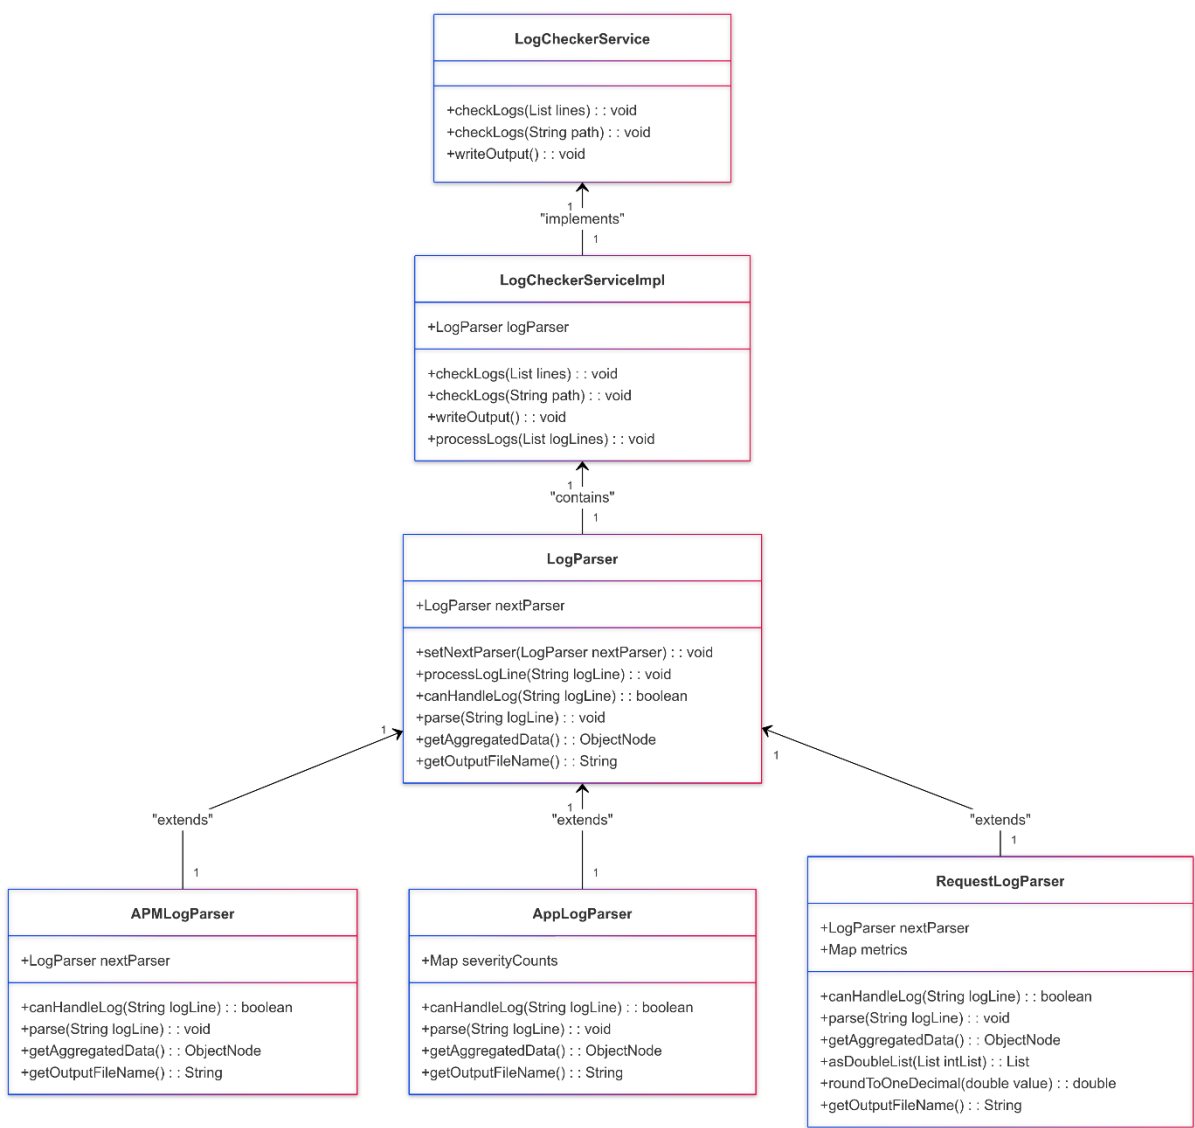 LogCheckerService
+checkLogs(List lines) : : void
+checkLogs(String path) : : void
+writeOutput() : : void
1
"implements"
1
LogCheckerServiceImpl
+LogParser logParser
+checkLogs(List lines) : : void
+checkLogs(String path) : : void
+writeOutput() : : void
+processLogs(List logLines) : : void
1
"contains"
1
LogParser
+LogParser nextParser
+setNextParser(LogParser nextParser) : : void
+processLogLine(String logLine) : : void
+canHandleLog(String logLine) : : boolean
+parse(String logLine) : : void
+getAggregatedData() : : ObjectNode
+getOutputFileName() : : String
1
"extends"
1
1
"extends"
1
1
"extends"
1
APMLogParser
+LogParser nextParser
+canHandleLog(String logLine) : : boolean
+parse(String logLine) : : void
+getAggregatedData() : : ObjectNode
+getOutputFileName() : : String
AppLogParser
+Map severityCounts
+canHandleLog(String logLine) : : boolean
+parse(String logLine) : : void
+getAggregatedData() : : ObjectNode
+getOutputFileName() : : String
RequestLogParser
+LogParser nextParser
+Map metrics
+canHandleLog(String logLine) : : boolean
+parse(String logLine) : : void
+getAggregatedData() : : ObjectNode
+asDoubleList(List intList) : : List
+roundToOneDecimal(double value) : : double
+getOutputFileName() : : String